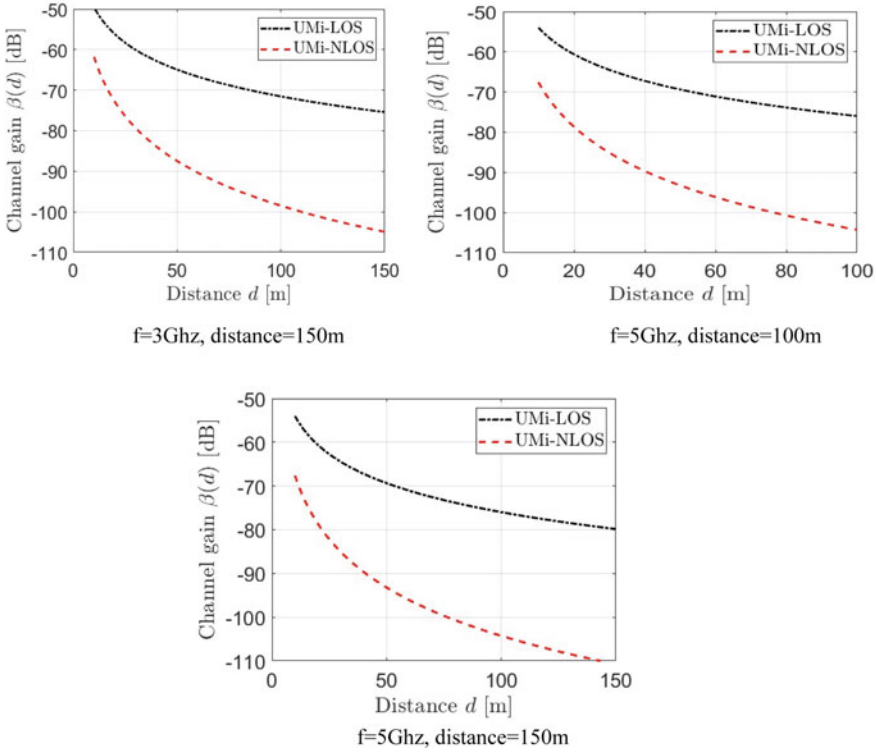 -50
-60
-70
-80
-90
-100
-110
Channel gain β(d) [dB]
UMi-LOS
UMi-NLOS
0 50 100 150
Distance d [m]
f=3Ghz, distance=150m
-50
-60
-70
-80
-90
-100
-110
Channel gain β(d) [dB]
UMi-LOS
UMi-NLOS
0 20 40 60 80 100
Distance d [m]
f=5Ghz, distance=100m
-50
-60
-70
-80
-90
-100
-110
Channel gain β(d) [dB]
UMi-LOS
UMi-NLOS
0 50 100 150
Distance d [m]
f=5Ghz, distance=150m